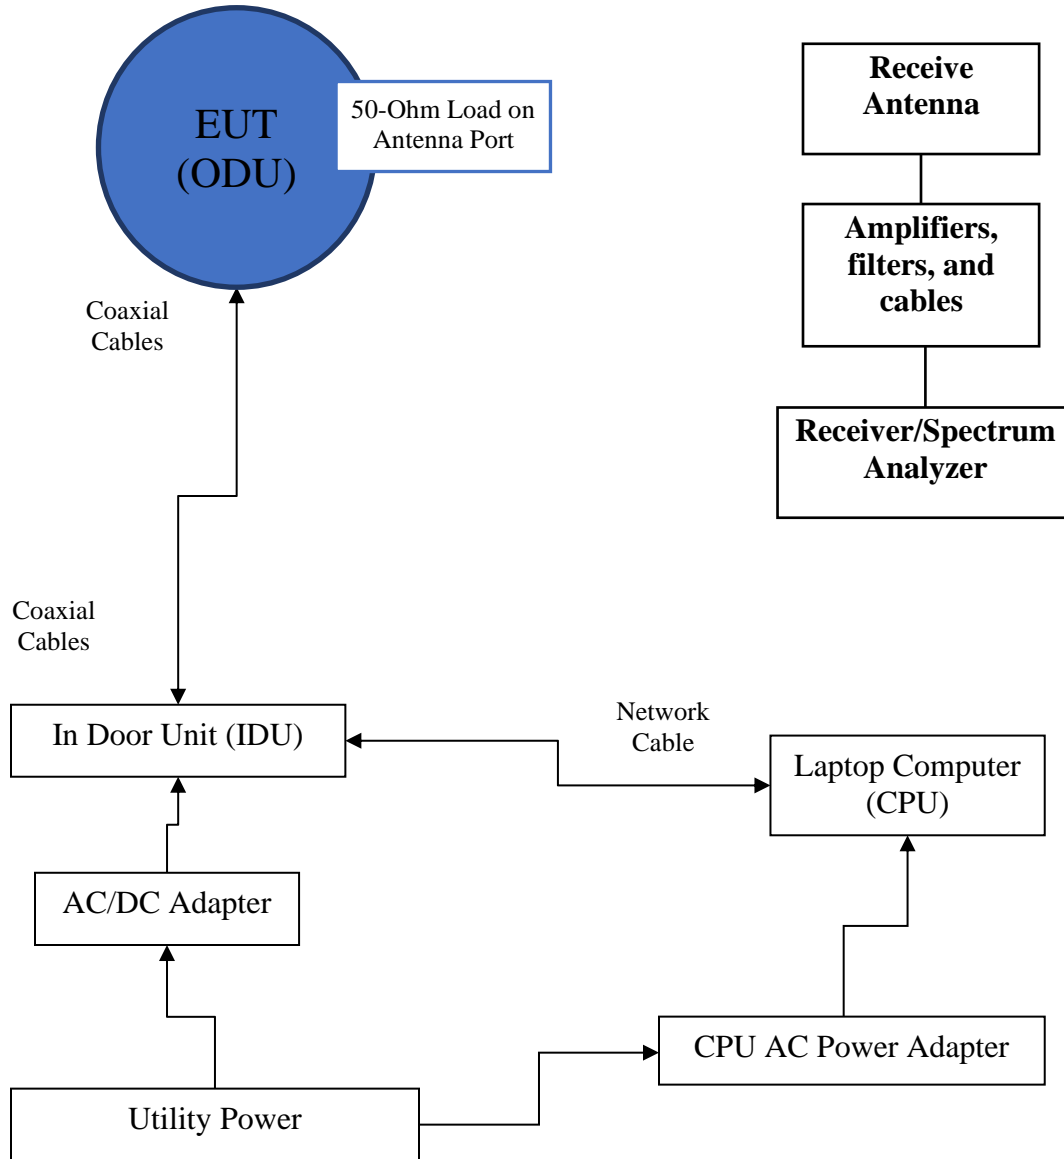 EUT
(ODU)
50-Ohm Load on
Antenna Port
Receive
Antenna
Amplifiers,
filters, and
cables
Receiver/Spectrum
Analyzer
Coaxial
Cables
Coaxial
Cables
In Door Unit (IDU)
Network
Cable
Laptop Computer
(CPU)
AC/DC Adapter
CPU AC Power Adapter
Utility Power